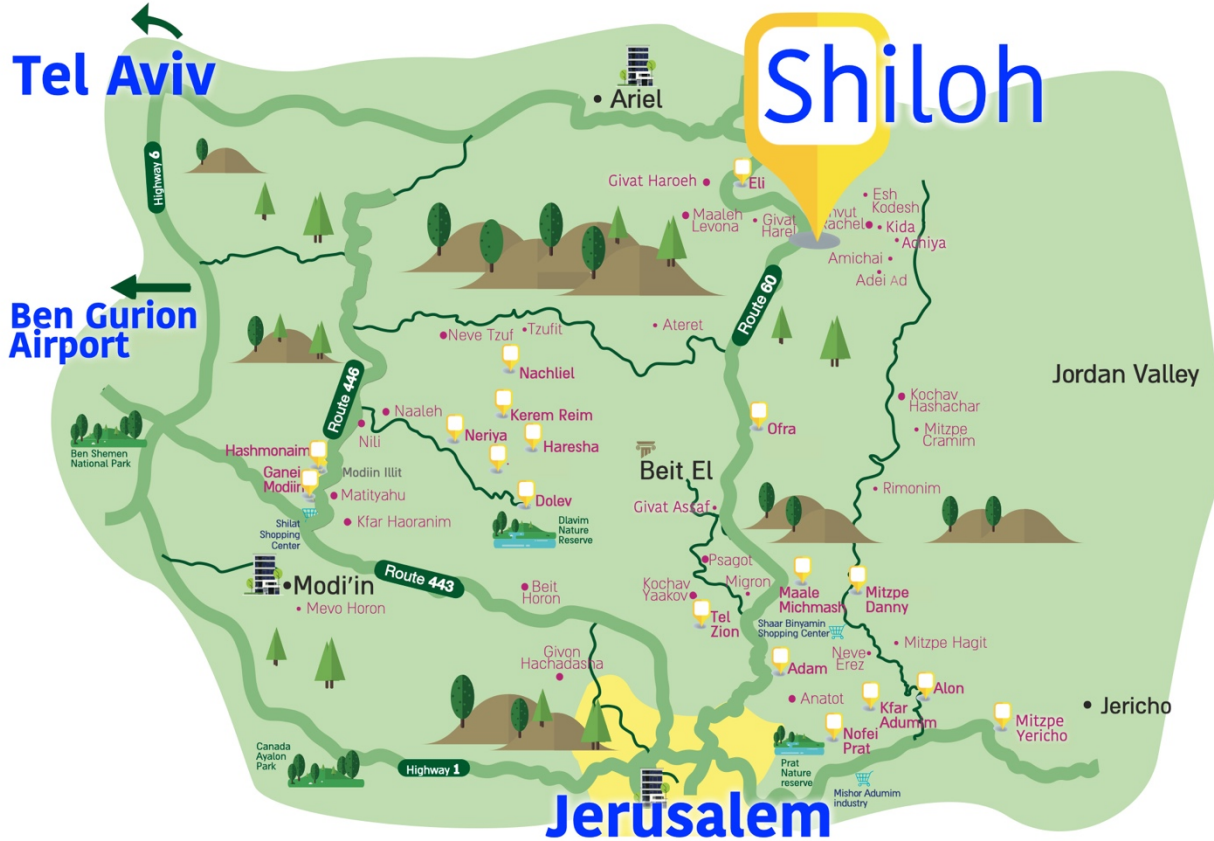 Tel Aviv
Shiloh
Ariel
Highway 6
Givat Haroeh
Eli
Esh
Kodesh
Maaleh
Levona
Givat
Harel
Kida
Adei Ad
Amichai
Ben Gurion
Airport
Route 60
Neve Tzuf
Tzufit
Ateret
Nachliel
Jordan Valley
Route 446
Naaleh
Nili
Kerem Reim
Neriya
Haresha
Ofra
Kochav
Hashachar
Mitzpe
Cramim
Ben Shemen
National Park
Hashmonaim
Ganei
Modiin
Modiin Illit
Matityahu
Kfar Haoranim
Shilat
Shopping
Center
Dolev
Dlavim
Nature
Reserve
Beit El
Givat Assaf
Rimonim
Modi'in
Mevo Horon
Route 443
Beit
Horon
Psagot
Kochav
Yaakov
Migron
Tel
Zion
Maale
Michmash
Mitzpe
Danny
Shaar Binyamin
Shopping Center
Mitzpe Hagit
Neve
Erez
Givon
Hachadasha
Adam
Anatot
Kfar
Adumim
Alon
Nofei
Prat
Mitzpe
Yericho
Jericho
Canada
Ayalon
Park
Highway 1
Prat
Nature
reserve
Mishor Adumim
industry
Jerusalem